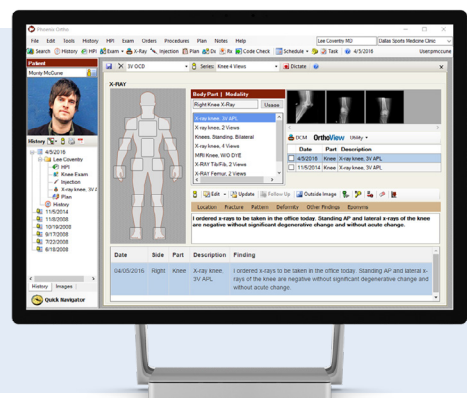 Phoenix Ortho
File Edit Tools History HPI Exam Orders Procedures Plan Notes Help
Lee Coventry MD
Dallas Sports Medicine Clinic
Search History HPI Exam X-Ray Injection Plan Dx Rx Code Check Schedule Task 4/5/2016
User:pmccune
Patient
Monty McCune
3V OCD
Series Knee 4 Views
Dictate
X-RAY
Body Part | Modality
Right Knee X-Ray
Usage
X-ray knee, 3V APL
X-ray knee, 2 Views
Knees, Standing, Bilateral
X-ray knee, 4 Views
MRI Knee, W/O DYE
X-RAY Tib/Fib, 2 Views
X-RAY Femur, 2 Views
DCM OrthoView Utility
Date Part Description
4/5/2016 Knee X-ray knee, 3V APL
11/5/2014 Knee X-ray knee, 3V APL
History
4/5/2016
Lee Coventry
HPI
Knee Exam
Injection
X-ray knee, 3V A
Plan
History
11/5/2014
11/8/2008
10/19/2008
8/17/2008
7/22/2008
6/18/2008
History Images
Quick Navigator
Edit Update Follow Up Outside Image
Location Fracture Pattern Deformity Other Findings Eponyms
I ordered x-rays to be taken in the office today. Standing AP and lateral x-rays of the knee
are negative without significant degenerative change and without acute change.
Date Side Part Description Finding
04/05/2016 Right Knee X-ray knee, 3V APL I ordered x-rays to be taken in the office today. Standing AP and lateral x-
rays of the knee are negative without significant degenerative change and
without acute change.